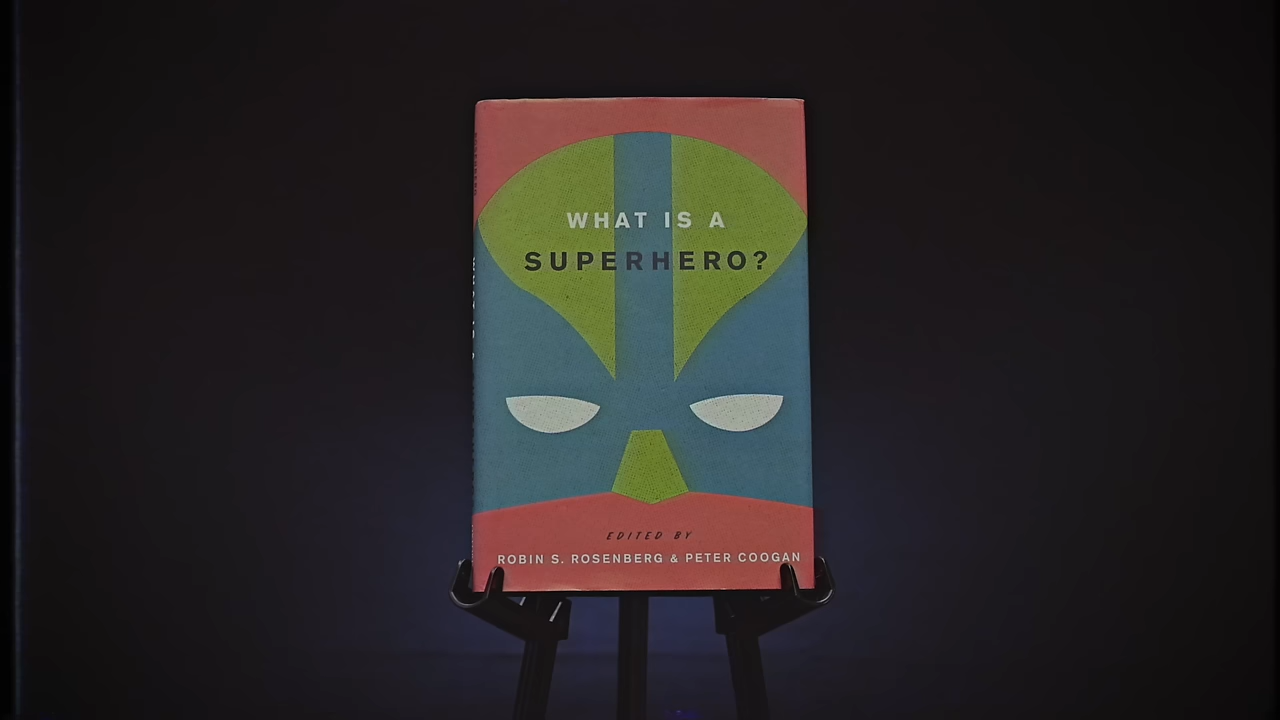 WHAT IS A
SUPERHERO?
EDITED BY
ROBIN S. ROSENBERG & PETER COOGAN